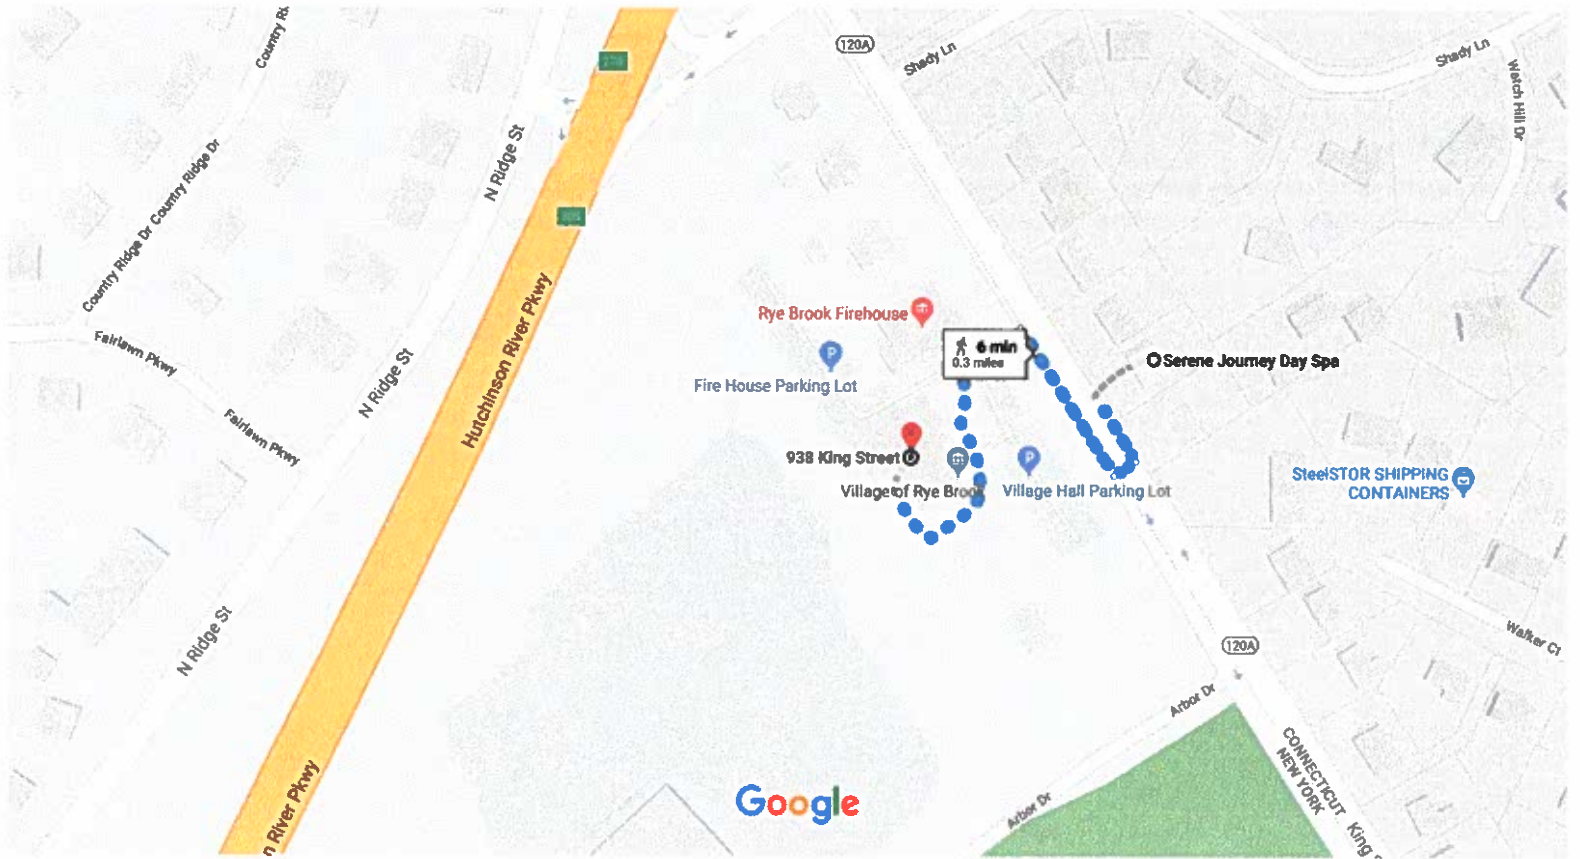 Country Ri
120A
Shady Ln
Shady Ln
Watch Hill Dr
N Ridge St
Country Ridge Dr
Country Ridge Dr
Hutchinson River Pkwy
Rye Brook Firehouse
P
Fire House Parking Lot
6 min
0.3 miles
Serene Journey Day Spa
Fairlawn Pkwy
N Ridge St
Fairlawn Pkwy
938 King Street
Village of Rye Brook
P
Village Hall Parking Lot
SteelSTOR SHIPPING
CONTAINERS
N Ridge St
120A
Walker Ct
Arbor Dr
CONNECTICUT
NEW YORK
n River Pkwy
Google
Arbor Dr
King